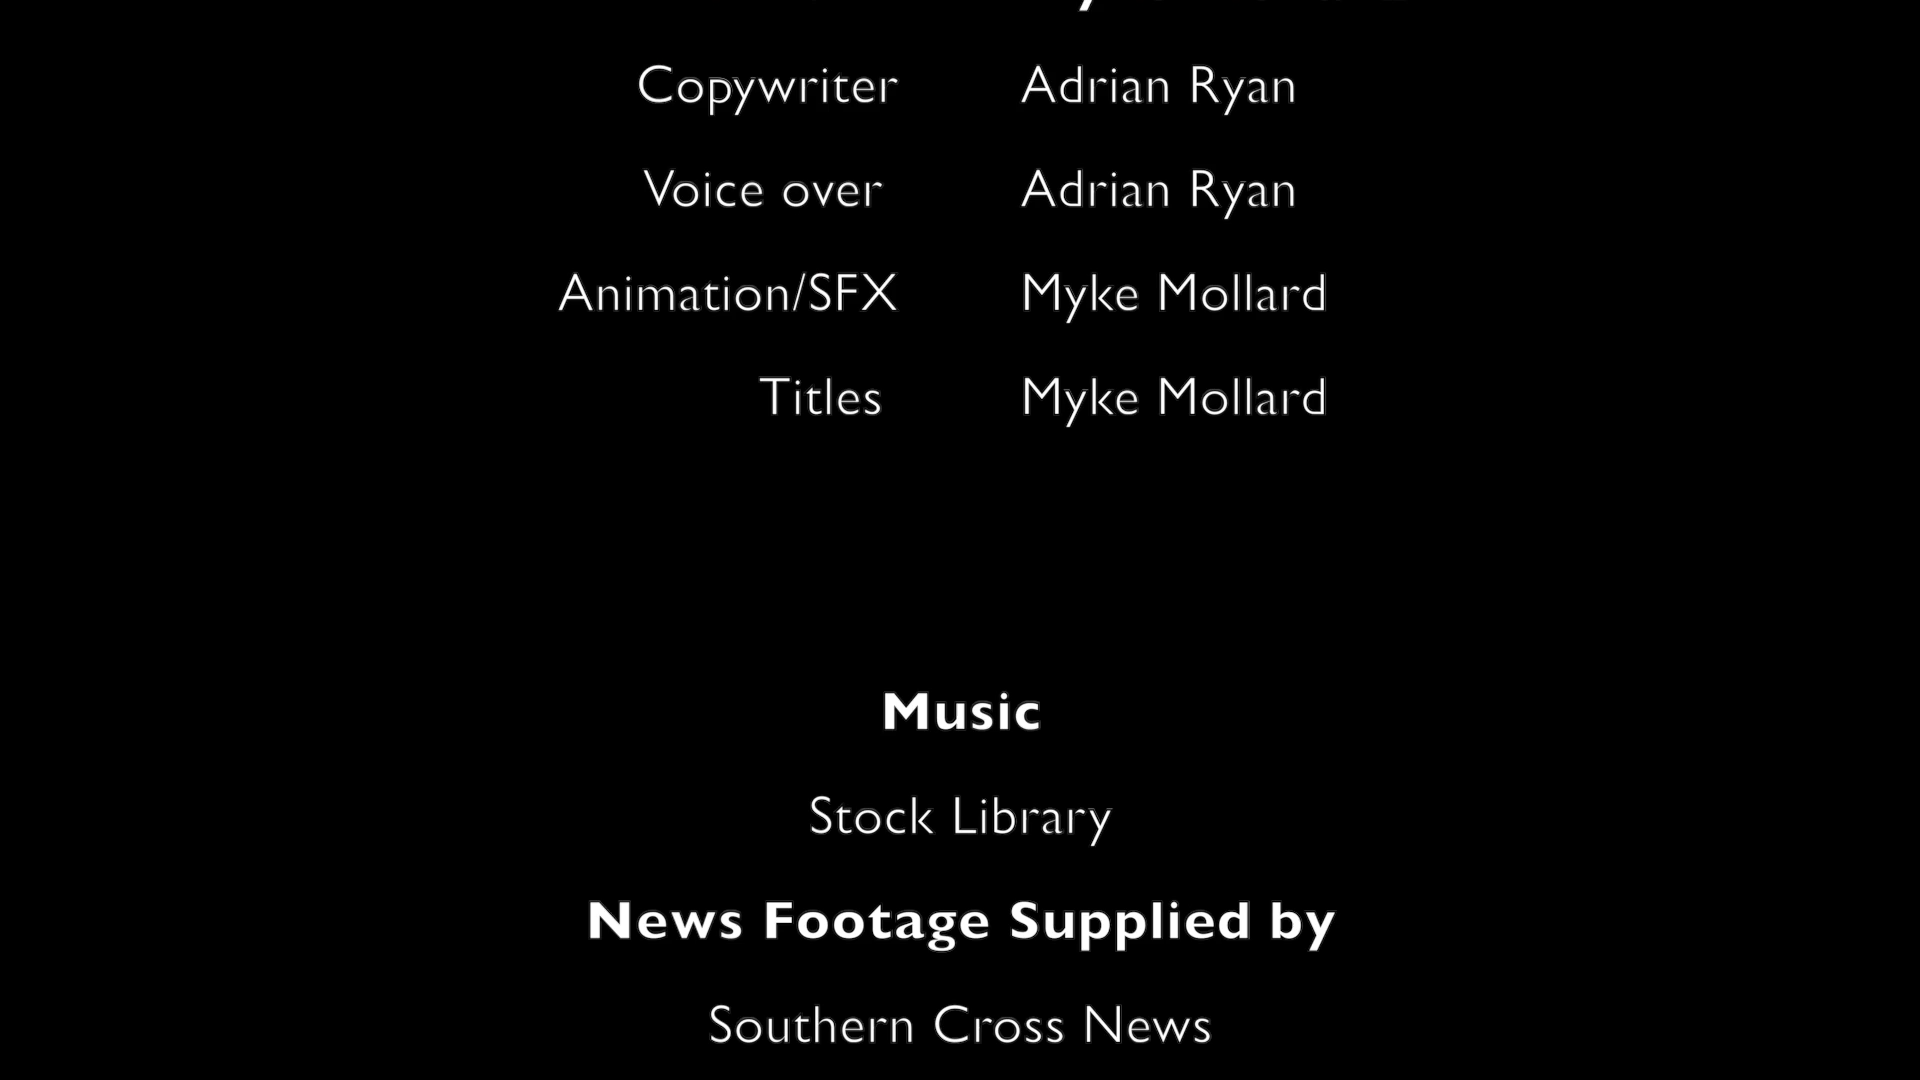 Copywriter Adrian Ryan
Voice over Adrian Ryan
Animation/SFX Myke Mollard
Titles Myke Mollard
Music
Stock Library
News Footage Supplied by
Southern Cross News